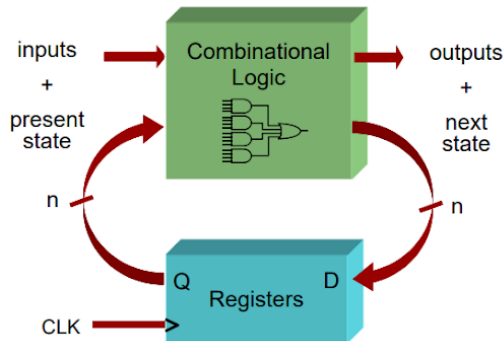 inputs
+
present
state
n
Combinational
Logic
outputs
+
next
state
n
Q
Registers
D
CLK